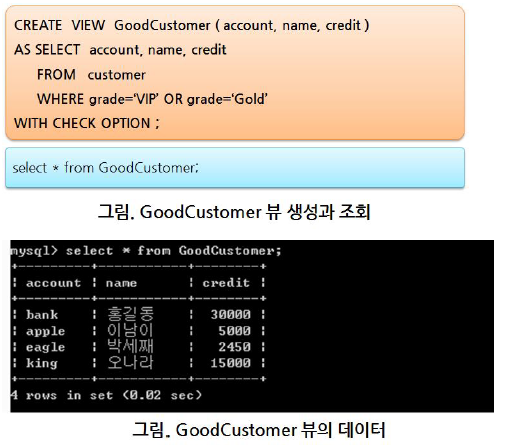 CREATE VIEW GoodCustomer ( account, name, credit )
AS SELECT account, name, credit
FROM customer
WHERE grade=‘VIP’ OR grade=‘Gold’
WITH CHECK OPTION ;
select * from GoodCustomer;
그림. GoodCustomer 뷰 생성과 조회
mysql> select * from GoodCustomer;
+---------+---------+--------+
| account | name | credit |
+---------+---------+--------+
| bank | 홍길동 | 30000 |
| apple | 이남이 | 5000 |
| eagle | 박세째 | 2450 |
| king | 오나라 | 15000 |
+---------+---------+--------+
4 rows in set (0.02 sec)
그림. GoodCustomer 뷰의 데이터